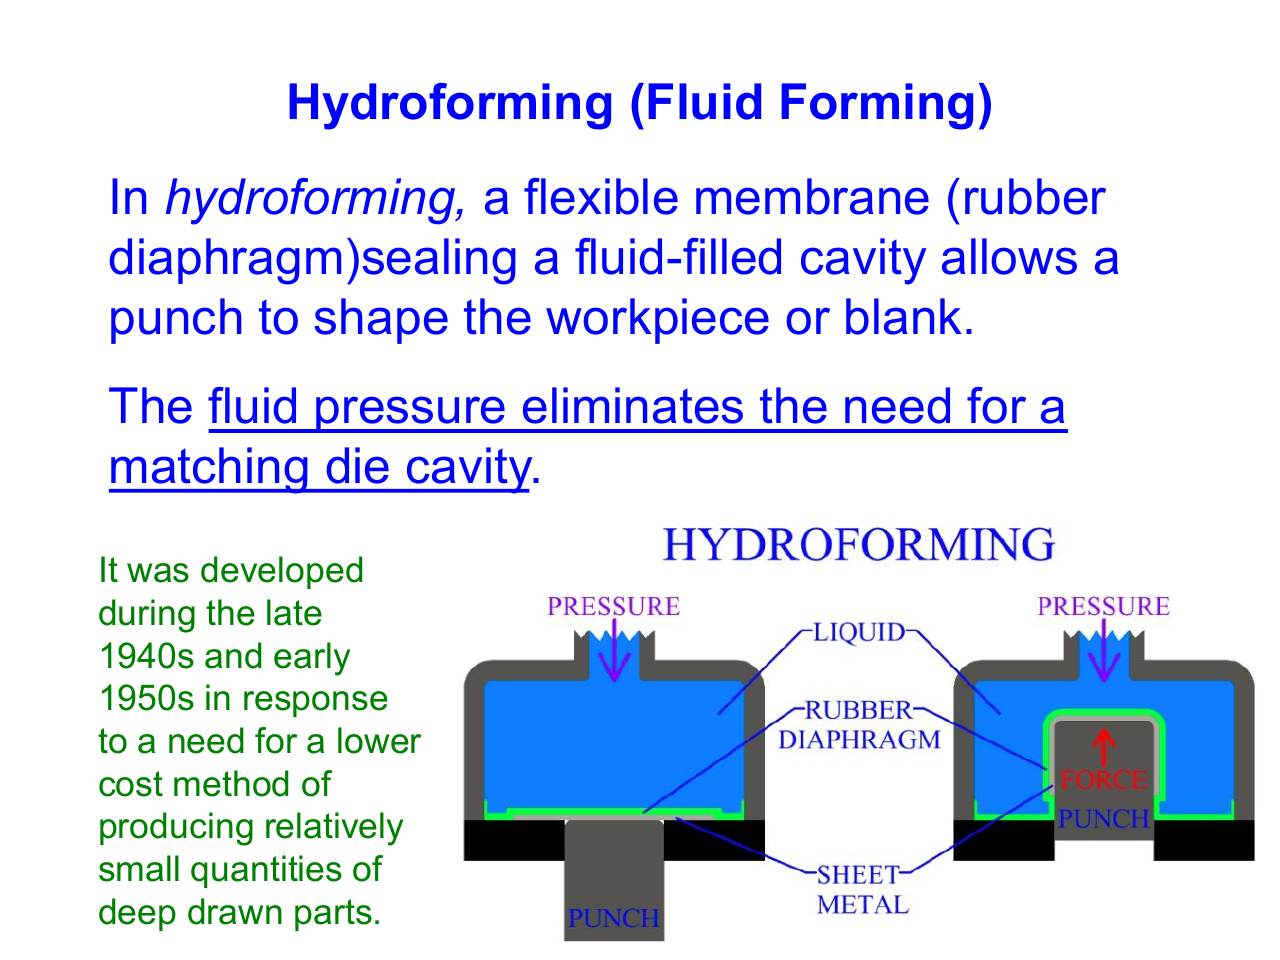 Hydroforming (Fluid Forming)
In hydroforming, a flexible membrane (rubber
diaphragm)sealing a fluid-filled cavity allows a
punch to shape the workpiece or blank.
The fluid pressure eliminates the need for a
matching die cavity.
It was developed
during the late
1940s and early
1950s in response
to a need for a lower
cost method of
producing relatively
small quantities of
deep drawn parts.
HYDROFORMING
PRESSURE
PRESSURE
LIQUID
RUBBER
DIAPHRAGM
FORCE
PUNCH
SHEET
METAL
PUNCH